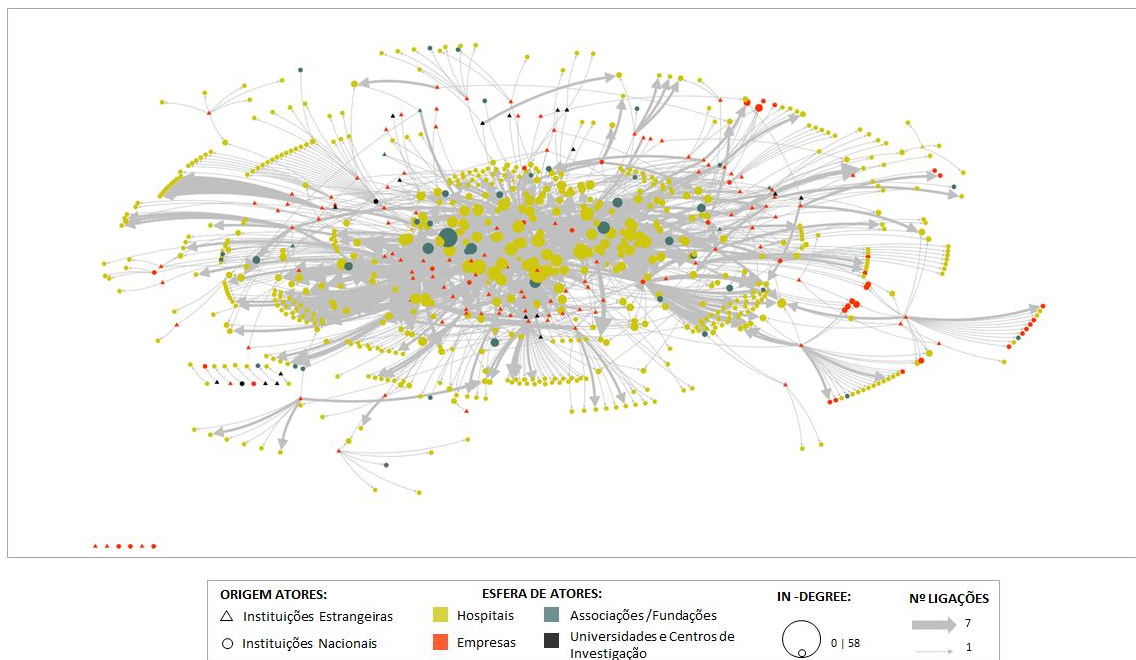 ORIGEM ATORES:
Instituições Estrangeiras
Instituições Nacionais
ESFERA DE ATORES:
Hospitais
Empresas
Associações/Fundações
Universidades e Centros de
Investigação
IN -DEGREE:
0 | 58
Nº LIGAÇÕES
7
1